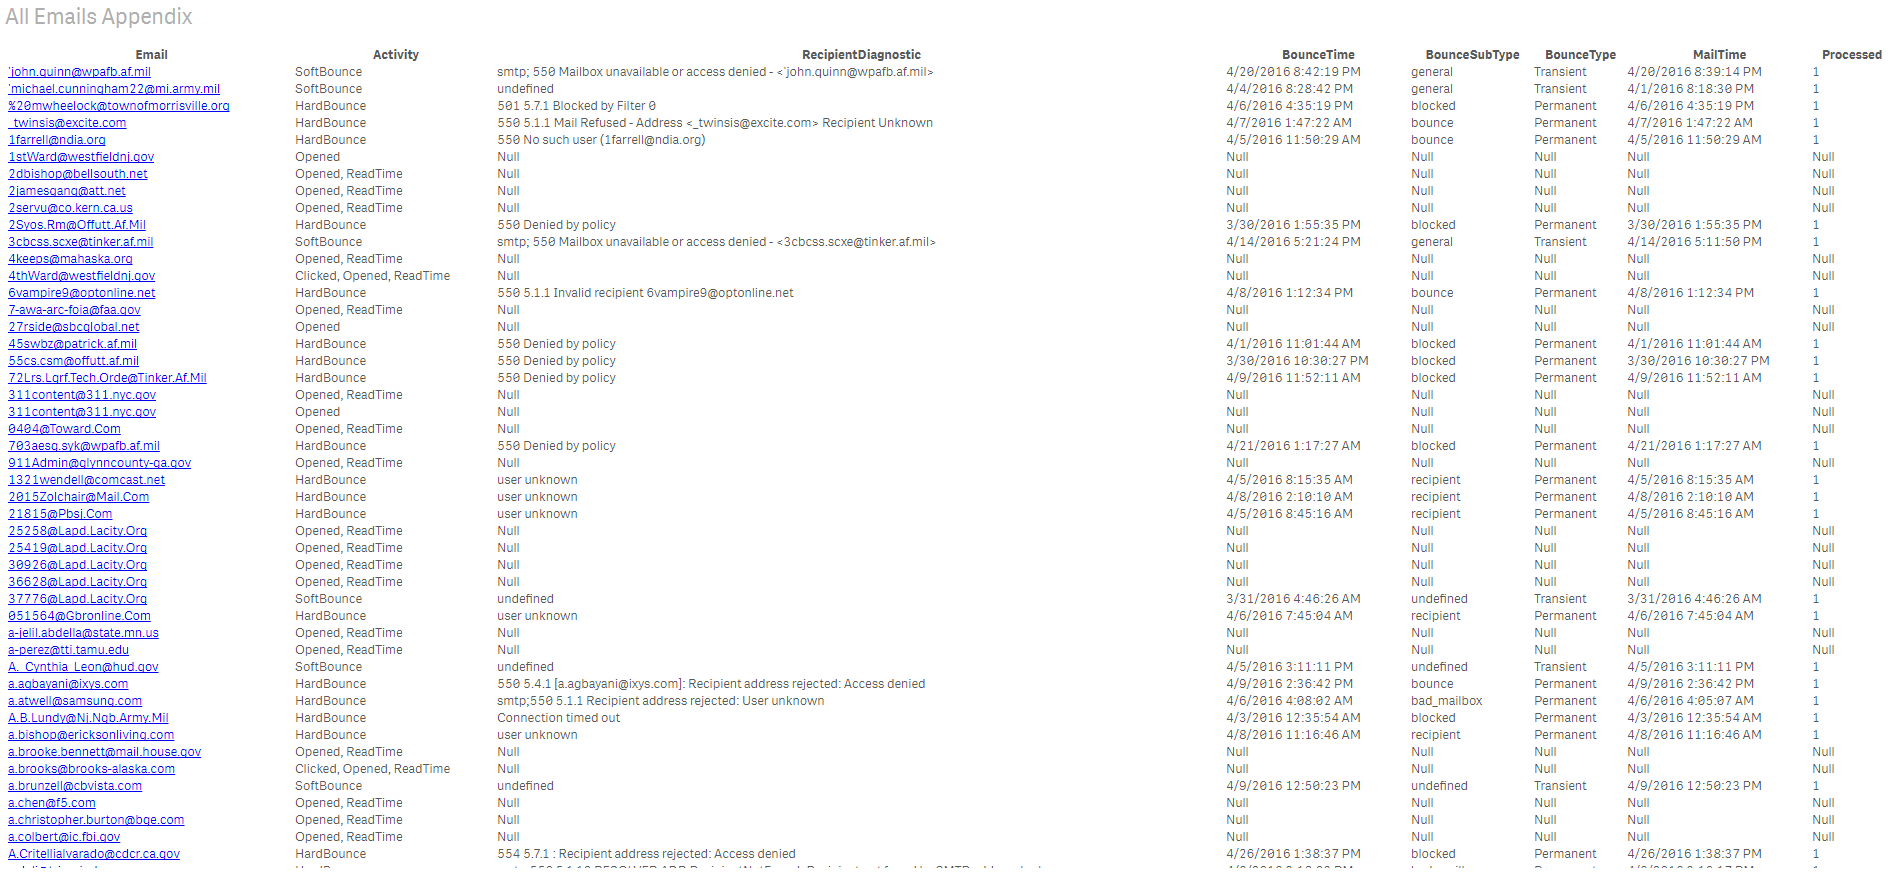 All Emails Appendix
Email Activity RecipientDiagnostic BounceTime BounceSubType BounceType MailTime Processed
'john.quinn@wpafb.af.mil SoftBounce smtp; 550 Mailbox unavailable or access denied - <'john.quinn@wpafb.af.mil> 4/20/2016 8:42:19 PM general Transient 4/20/2016 8:39:14 PM 1
'michael.cunningham22@mi.army.mil SoftBounce undefined 4/4/2016 8:28:42 PM general Transient 4/1/2016 8:18:30 PM 1
%20mwheelock@townofmorrisville.org HardBounce 501 5.7.1 Blocked by Filter 0 4/6/2016 4:35:19 PM blocked Permanent 4/6/2016 4:35:19 PM 1
_twinsis@excite.com HardBounce 550 5.1.1 Mail Refused - Address <_twinsis@excite.com> Recipient Unknown 4/7/2016 1:47:22 AM bounce Permanent 4/7/2016 1:47:22 AM 1
1farrell@ndia.org HardBounce 550 No such user (1farrell@ndia.org) 4/5/2016 11:50:29 AM bounce Permanent 4/5/2016 11:50:29 AM 1
1stWard@westfieldnj.gov Opened Null Null Null Null Null Null
2dbishop@bellsouth.net Opened, ReadTime Null Null Null Null Null Null
2jamesgang@att.net Opened, ReadTime Null Null Null Null Null Null
2servu@co.kern.ca.us Opened, ReadTime Null Null Null Null Null Null
2Syos.Rm@Offutt.Af.Mil HardBounce 550 Denied by policy 3/30/2016 1:55:35 PM blocked Permanent 3/30/2016 1:55:35 PM 1
3cbcss.scxe@tinker.af.mil SoftBounce smtp; 550 Mailbox unavailable or access denied - <3cbcss.scxe@tinker.af.mil> 4/14/2016 5:21:24 PM general Transient 4/14/2016 5:11:50 PM 1
4keeps@mahaska.org Opened, ReadTime Null Null Null Null Null Null
4thWard@westfieldnj.gov Clicked, Opened, ReadTime Null Null Null Null Null Null
6vampire9@optonline.net HardBounce 550 5.1.1 Invalid recipient 6vampire9@optonline.net 4/8/2016 1:12:34 PM bounce Permanent 4/8/2016 1:12:34 PM 1
7-awa-arc-foia@faa.gov Opened, ReadTime Null Null Null Null Null Null
27rside@sbcglobal.net Opened Null Null Null Null Null Null
45swbz@patrick.af.mil HardBounce 550 Denied by policy 4/1/2016 11:01:44 AM blocked Permanent 4/1/2016 11:01:44 AM 1
55cs.csm@offutt.af.mil HardBounce 550 Denied by policy 3/30/2016 10:30:27 PM blocked Permanent 3/30/2016 10:30:27 PM 1
72Lrs.Lgrf.Tech.Orde@Tinker.Af.Mil HardBounce 550 Denied by policy 4/9/2016 11:52:11 AM blocked Permanent 4/9/2016 11:52:11 AM 1
311content@311.nyc.gov Opened, ReadTime Null Null Null Null Null Null
311content@311.nyc.gov Opened Null Null Null Null Null Null
0404@Toward.Com Opened, ReadTime Null Null Null Null Null Null
703aesg.syk@wpafb.af.mil HardBounce 550 Denied by policy 4/21/2016 1:17:27 AM blocked Permanent 4/21/2016 1:17:27 AM 1
911Admin@glynncounty-ga.gov Opened, ReadTime Null Null Null Null Null Null
1321wendell@comcast.net HardBounce user unknown 4/5/2016 8:15:35 AM recipient Permanent 4/5/2016 8:15:35 AM 1
2015Zolchair@Mail.Com HardBounce user unknown 4/8/2016 2:10:10 AM recipient Permanent 4/8/2016 2:10:10 AM 1
21815@Pbsj.Com HardBounce user unknown 4/5/2016 8:45:16 AM recipient Permanent 4/5/2016 8:45:16 AM 1
25258@Lapd.Lacity.Org Opened, ReadTime Null Null Null Null Null Null
25419@Lapd.Lacity.Org Opened, ReadTime Null Null Null Null Null Null
30926@Lapd.Lacity.Org Opened, ReadTime Null Null Null Null Null Null
36628@Lapd.Lacity.Org Opened, ReadTime Null Null Null Null Null Null
37776@Lapd.Lacity.Org SoftBounce undefined 3/31/2016 4:46:26 AM undefined Transient 3/31/2016 4:46:26 AM 1
051564@Gbronline.Com HardBounce user unknown 4/6/2016 7:45:04 AM recipient Permanent 4/6/2016 7:45:04 AM 1
a-jelil.abdella@state.mn.us Opened, ReadTime Null Null Null Null Null Null
a-perez@tti.tamu.edu Opened, ReadTime Null Null Null Null Null Null
A._Cynthia_Leon@hud.gov SoftBounce undefined 4/5/2016 3:11:11 PM undefined Transient 4/5/2016 3:11:11 PM 1
a.agbayani@ixys.com HardBounce 550 5.4.1 [a.agbayani@ixys.com]: Recipient address rejected: Access denied 4/9/2016 2:36:42 PM bounce Permanent 4/9/2016 2:36:42 PM 1
a.atwell@samsung.com HardBounce smtp;550 5.1.1 Recipient address rejected: User unknown 4/6/2016 4:08:02 AM bad_mailbox Permanent 4/6/2016 4:05:07 AM 1
A.B.Lundy@Nj.Ngb.Army.Mil HardBounce Connection timed out 4/3/2016 12:35:54 AM blocked Permanent 4/3/2016 12:35:54 AM 1
a.bishop@ericksonliving.com HardBounce user unknown 4/8/2016 11:16:46 AM recipient Permanent 4/8/2016 11:16:46 AM 1
a.brooke.bennett@mail.house.gov Opened, ReadTime Null Null Null Null Null Null
a.brooks@brooks-alaska.com Clicked, Opened, ReadTime Null Null Null Null Null Null
a.brunzell@cbvista.com SoftBounce undefined 4/9/2016 12:50:23 PM undefined Transient 4/9/2016 12:50:23 PM 1
a.chen@f5.com Opened, ReadTime Null Null Null Null Null Null
a.christopher.burton@bge.com Opened, ReadTime Null Null Null Null Null Null
a.colbert@ic.fbi.gov Opened, ReadTime Null Null Null Null Null Null
A.Critellialvarado@cdcr.ca.gov HardBounce 554 5.7.1 : Recipient address rejected: Access denied 4/26/2016 1:38:37 PM blocked Permanent 4/26/2016 1:38:37 PM 1